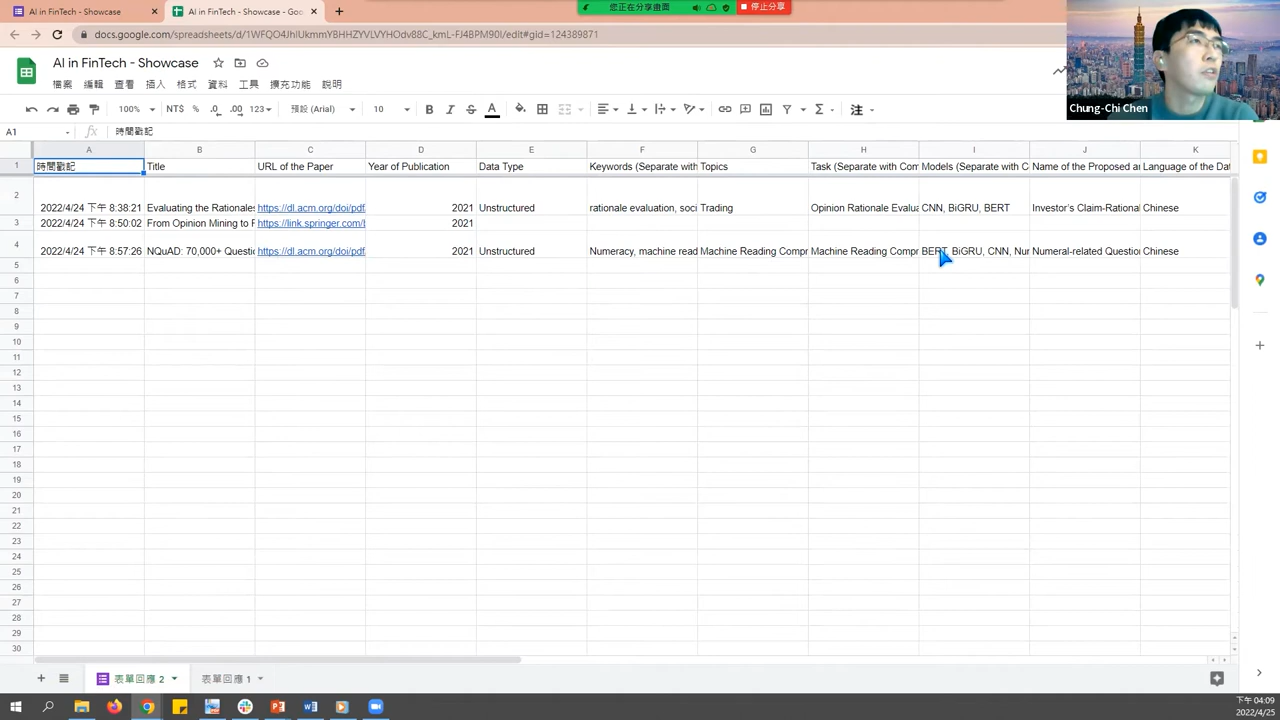 AI in FinTech - Showcase
AI in FinTech - Showcase - Goo
您正在分享畫面
停止分享
docs.google.com/spreadsheets/d/
AI in FinTech - Showcase
檔案 編輯 查看 插入 格式 資料 工具 擴充功能 說明
100% NTS % .0 .00 123 預設 (Arial) 10 B I S A 注
Chung-Chi Chen
A1 fx 時間戳記
A B C D E F G H I J K
1 時間戳記 Title URL of the Paper Year of Publication Data Type Keywords (Separate with Topics Task (Separate with Com Models (Separate with C Name of the Proposed a Language of the Dat
2 2022/4/24 下午 8:38:21 Evaluating the Rationales https://dl.acm.org/doi/pdf 2021 Unstructured rationale evaluation, soci Trading Opinion Rationale Evalua CNN, BiGRU, BERT Investor's Claim-Rational Chinese
2022/4/24 下午 8:50:02 From Opinion Mining to F https://link.springer.com/ 2021
4 2022/4/24 下午 8:57:26 NQuAD: 70,000+ Questi https://dl.acm.org/doi/pdf 2021 Unstructured Numeracy, machine read Machine Reading Compr Machine Reading Compr BERT, BiGRU, CNN, Nur Numeral-related Question Chinese
5
6
7
8
9
10
11
12
13
14
15
16
17
18
19
20
21
22
23
24
25
26
27
28
29
30
表單回應 2 表單回應 1
下午 04:09
2022/4/25